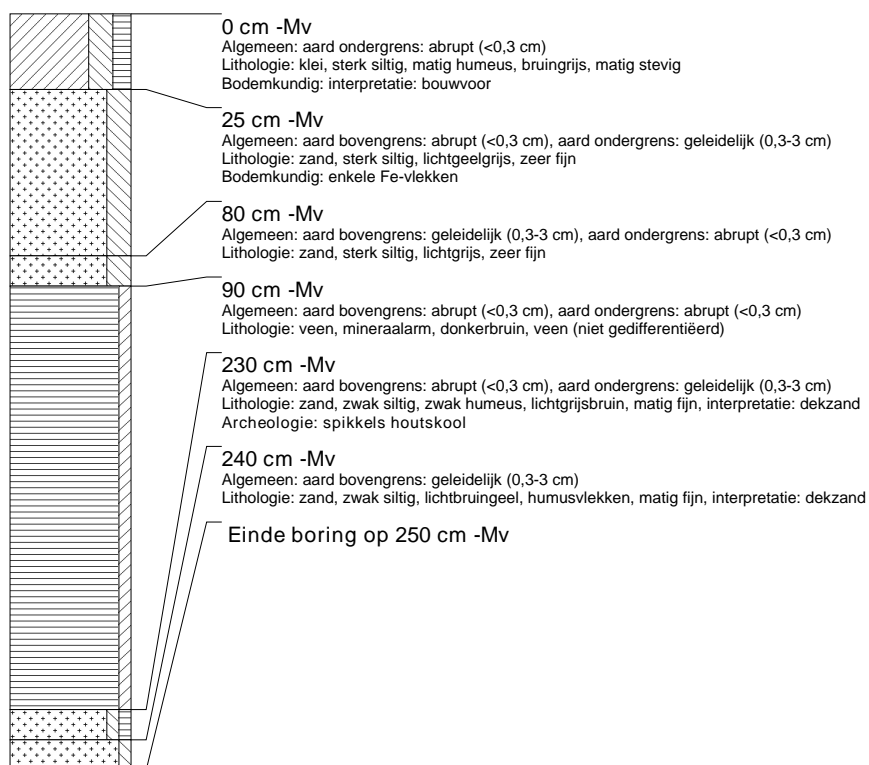 0 cm -Mv
Algemeen: aard ondergrens: abrupt (<0,3 cm)
Lithologie: klei, sterk siltig, matig humeus, bruingrijs, matig stevig
Bodemkundig: interpretatie: bouwvoor
25 cm -Mv
Algemeen: aard bovengrens: abrupt (<0,3 cm), aard ondergrens: geleidelijk (0,3-3 cm)
Lithologie: zand, sterk siltig, lichtgeelgrijs, zeer fijn
Bodemkundig: enkele Fe-vlekken
80 cm -Mv
Algemeen: aard bovengrens: geleidelijk (0,3-3 cm), aard ondergrens: abrupt (<0,3 cm)
Lithologie: zand, sterk siltig, lichtgrijs, zeer fijn
90 cm -Mv
Algemeen: aard bovengrens: abrupt (<0,3 cm), aard ondergrens: abrupt (<0,3 cm)
Lithologie: veen, mineraalarm, donkerbruin, veen (niet gedifferentiëerd)
230 cm -Mv
Algemeen: aard bovengrens: abrupt (<0,3 cm), aard ondergrens: geleidelijk (0,3-3 cm)
Lithologie: zand, zwak siltig, zwak humeus, lichtgrijsbruin, matig fijn, interpretatie: dekzand
Archeologie: spikkels houtskool
240 cm -Mv
Algemeen: aard bovengrens: geleidelijk (0,3-3 cm)
Lithologie: zand, zwak siltig, lichtbruingeel, humusvlekken, matig fijn, interpretatie: dekzand
Einde boring op 250 cm -Mv